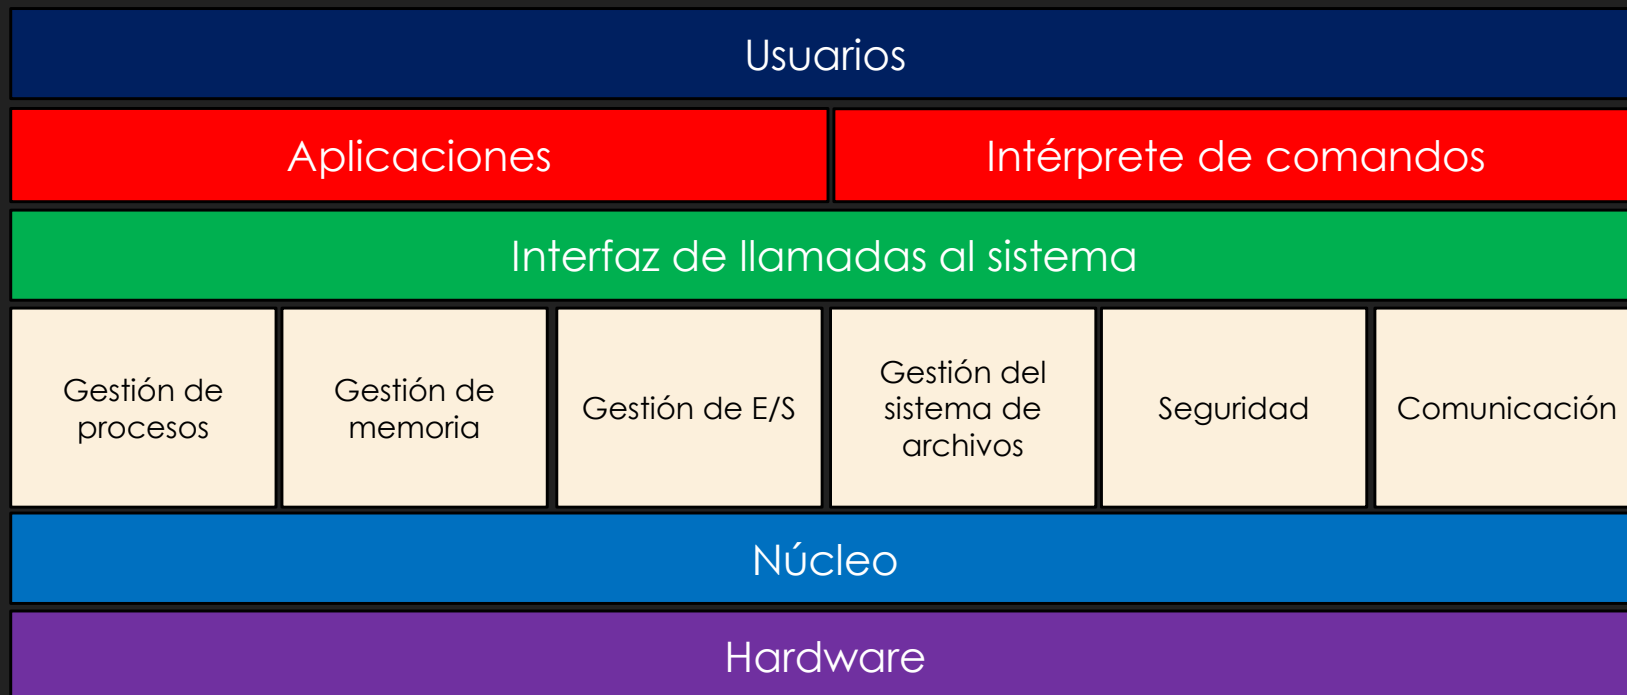 Usuarios
Aplicaciones
Intérprete de comandos
Interfaz de llamadas al sistema
Gestión de
procesos
Gestión de
memoria
Gestión de E/S
Gestión del
sistema de
archivos
Seguridad
Comunicación
Núcleo
Hardware